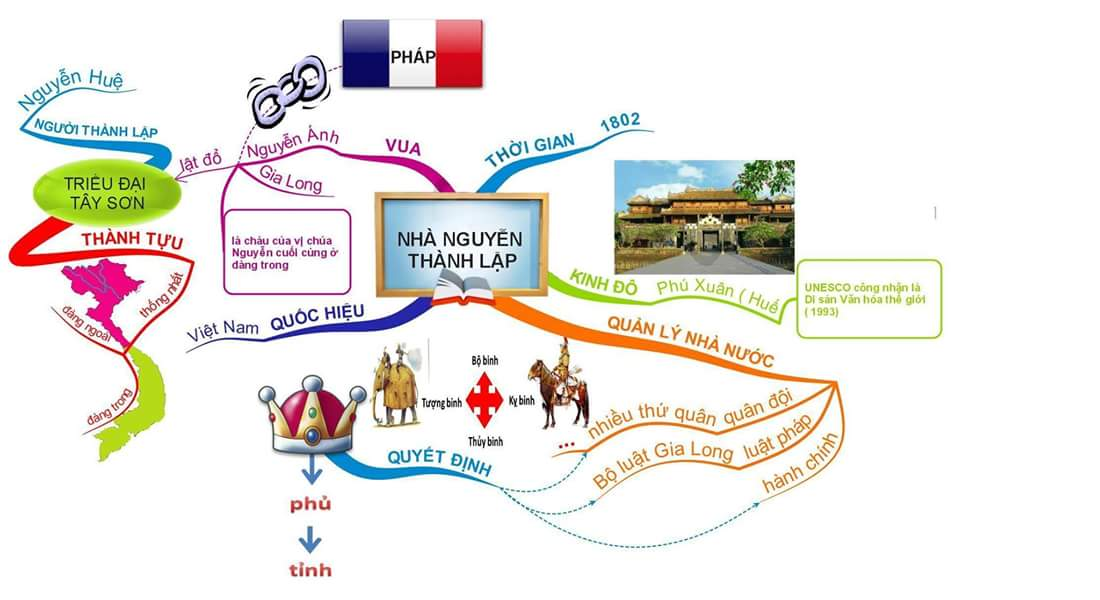 PHÁP
Nguyễn Huệ
NGƯỜI THÀNH LẬP
TRIỀU ĐẠI
TÂY SƠN
lật đổ
Nguyễn Ánh
VUA
Gia Long
là cháu của vị chúa
Nguyễn cuối cùng ở
đàng trong
THÀNH TỰU
thống nhất
đàng ngoài
đàng trong
THỜI GIAN
1802
NHÀ NGUYỄN
THÀNH LẬP
KINH ĐÔ
Phú Xuân ( Huế
UNESCO công nhận là
Di sản Văn hóa thế giới
( 1993)
QUỐC HIỆU
Việt Nam
QUẢN LÝ NHÀ NƯỚC
Bộ binh
Tượng binh
Kỵ binh
Thủy binh
...
nhiều thứ quân quân đội
Bộ luật Gia Long luật pháp
hành chính
QUYẾT ĐỊNH
phủ
tỉnh